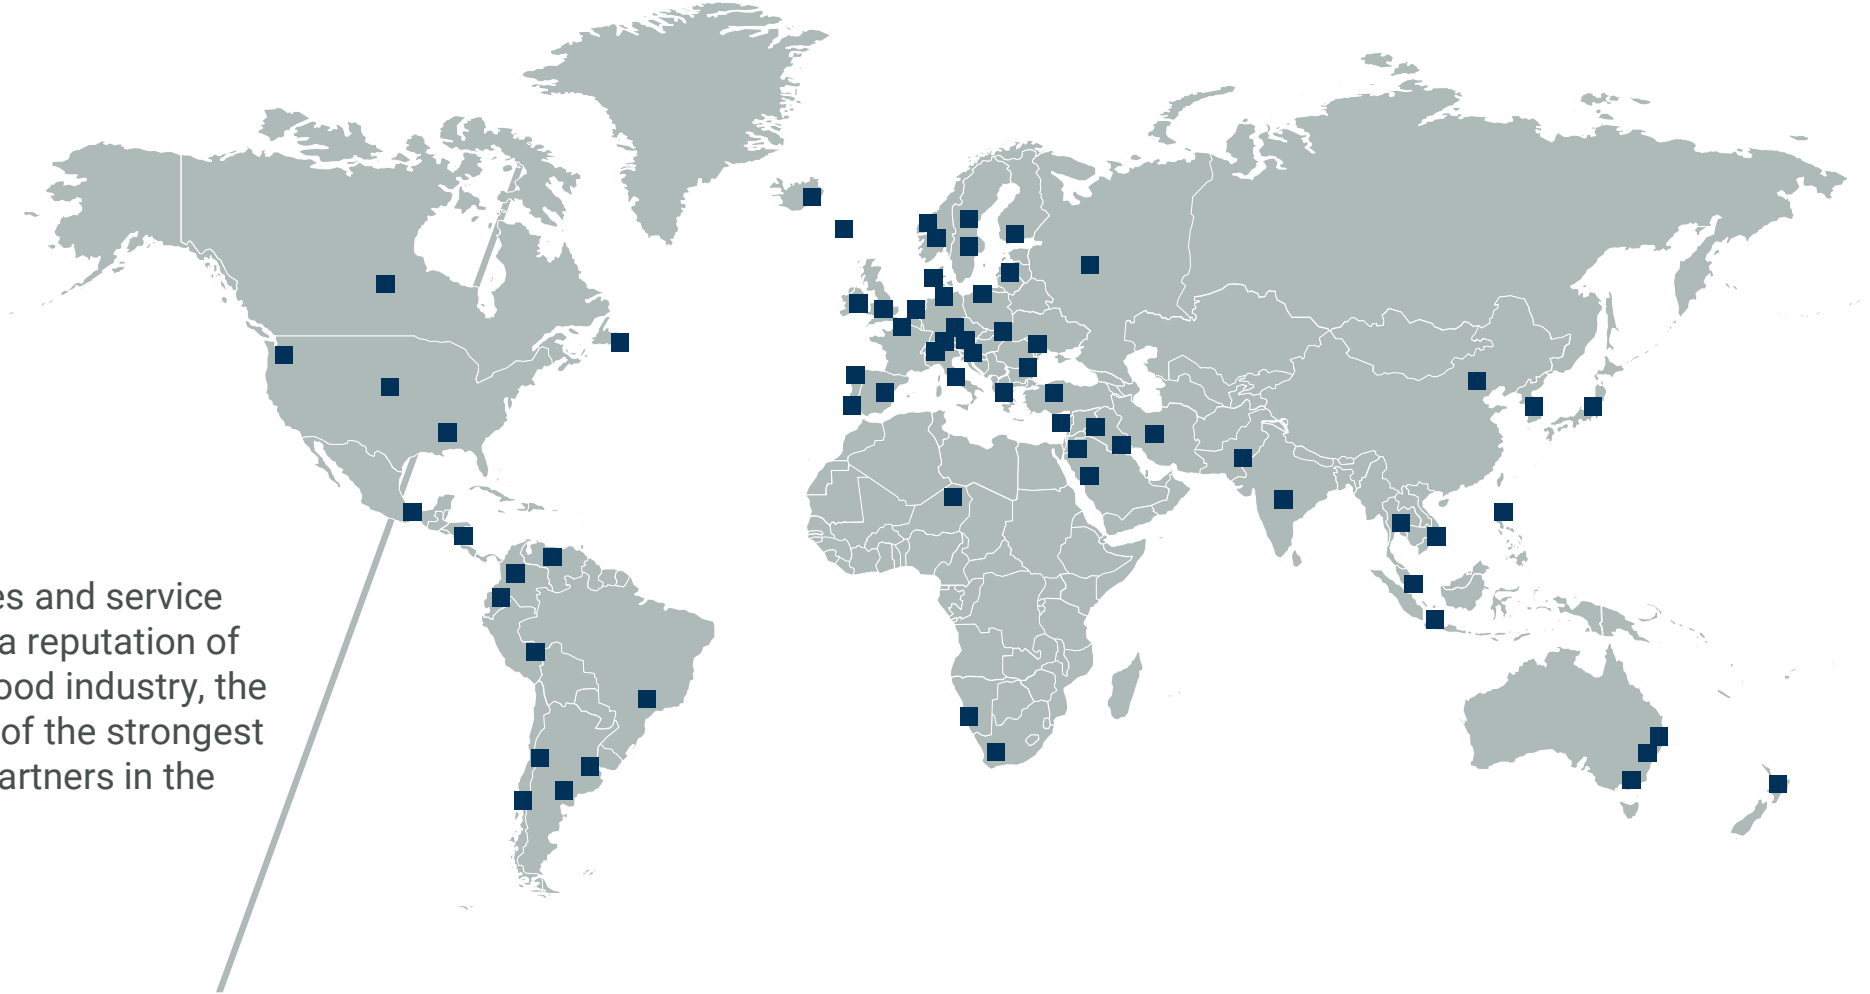 es and service
a reputation of
ood industry, the
of the strongest
artners in the